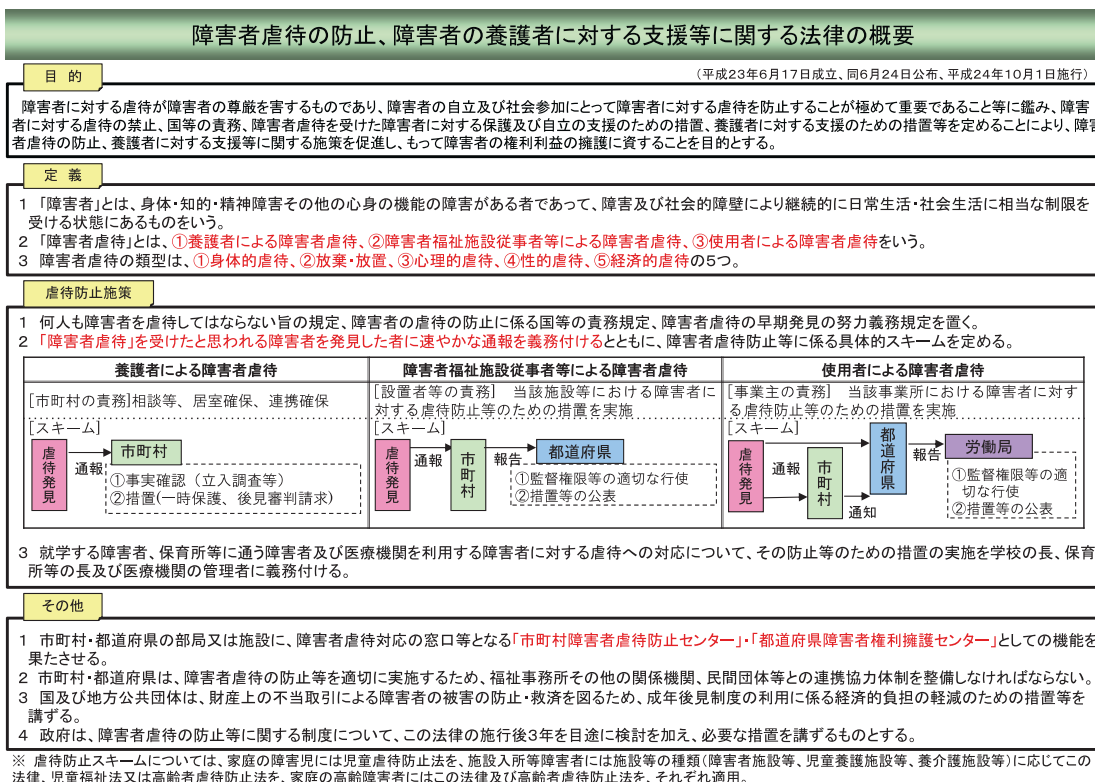 障害者虐待の防止、障害者の養護者に対する支援等に関する法律の概要
目 的
(平成23年6月17日成立、同6月24日公布、平成24年10月1日施行)
障害者に対する虐待が障害者の尊厳を害するものであり、障害者の自立及び社会参加にとって障害者に対する虐待を防止することが極めて重要であること等に鑑み、障害
者に対する虐待の禁止、国等の責務、障害者虐待を受けた障害者に対する保護及び自立の支援のための措置、養護者に対する支援のための措置等を定めることにより、障害
者虐待の防止、養護者に対する支援等に関する施策を促進し、もって障害者の権利利益の擁護に資することを目的とする。
定 義
1 「障害者」とは、身体・知的・精神障害その他の心身の機能の障害がある者であって、障害及び社会的障壁により継続的に日常生活・社会生活に相当な制限を
受ける状態にあるものをいう。
2 「障害者虐待」とは、①養護者による障害者虐待、②障害者福祉施設従事者等による障害者虐待、③使用者による障害者虐待をいう。
3 障害者虐待の類型は、①身体的虐待、②放棄・放置、③心理的虐待、④性的虐待、⑤経済的虐待の5つ。
虐待防止施策
1 何人も障害者を虐待してはならない旨の規定、障害者の虐待の防止に係る国等の責務規定、障害者虐待の早期発見の努力義務規定を置く。
2 「障害者虐待」を受けたと思われる障害者を発見した者に速やかな通報を義務付けるとともに、障害者虐待防止等に係る具体的スキームを定める。
養護者による障害者虐待
[市町村の責務]相談等、居室確保、連携確保
[スキーム]
虐待発見
通報
市町村
①事実確認（立入調査等）
②措置(一時保護、後見審判請求)
障害者福祉施設従事者等による障害者虐待
[設置者等の責務] 当該施設等における障害者に
対する虐待防止等のための措置を実施
[スキーム]
虐待発見
通報
市町村
報告
都道府県
①監督権限等の適切な行使
②措置等の公表
使用者による障害者虐待
[事業主の責務] 当該事業所における障害者に対す
る虐待防止等のための措置を実施
[スキーム]
虐待発見
通報
市町村
通知
都道府県
報告
労働局
①監督権限等の適
切な行使
②措置等の公表
3 就学する障害者、保育所等に通う障害者及び医療機関を利用する障害者に対する虐待への対応について、その防止等のための措置の実施を学校の長、保育
所等の長及び医療機関の管理者に義務付ける。
その他
1 市町村・都道府県の部局又は施設に、障害者虐待対応の窓口等となる「市町村障害者虐待防止センター」・「都道府県障害者権利擁護センター」としての機能を
果たさせる。
2 市町村・都道府県は、障害者虐待の防止等を適切に実施するため、福祉事務所その他の関係機関、民間団体等との連携協力体制を整備しなければならない。
3 国及び地方公共団体は、財産上の不当取引による障害者の被害の防止・救済を図るため、成年後見制度の利用に係る経済的負担の軽減のための措置等を
講ずる。
4 政府は、障害者虐待の防止等に関する制度について、この法律の施行後3年を目途に検討を加え、必要な措置を講ずるものとする。
※ 虐待防止スキームについては、家庭の障害児には児童虐待防止法を、施設入所等障害者には施設等の種類(障害者施設等、児童養護施設等、養介護施設等)に応じてこの
法律、児童福祉法又は高齢者虐待防止法を、家庭の高齢障害者にはこの法律及び高齢者虐待防止法を、それぞれ適用。